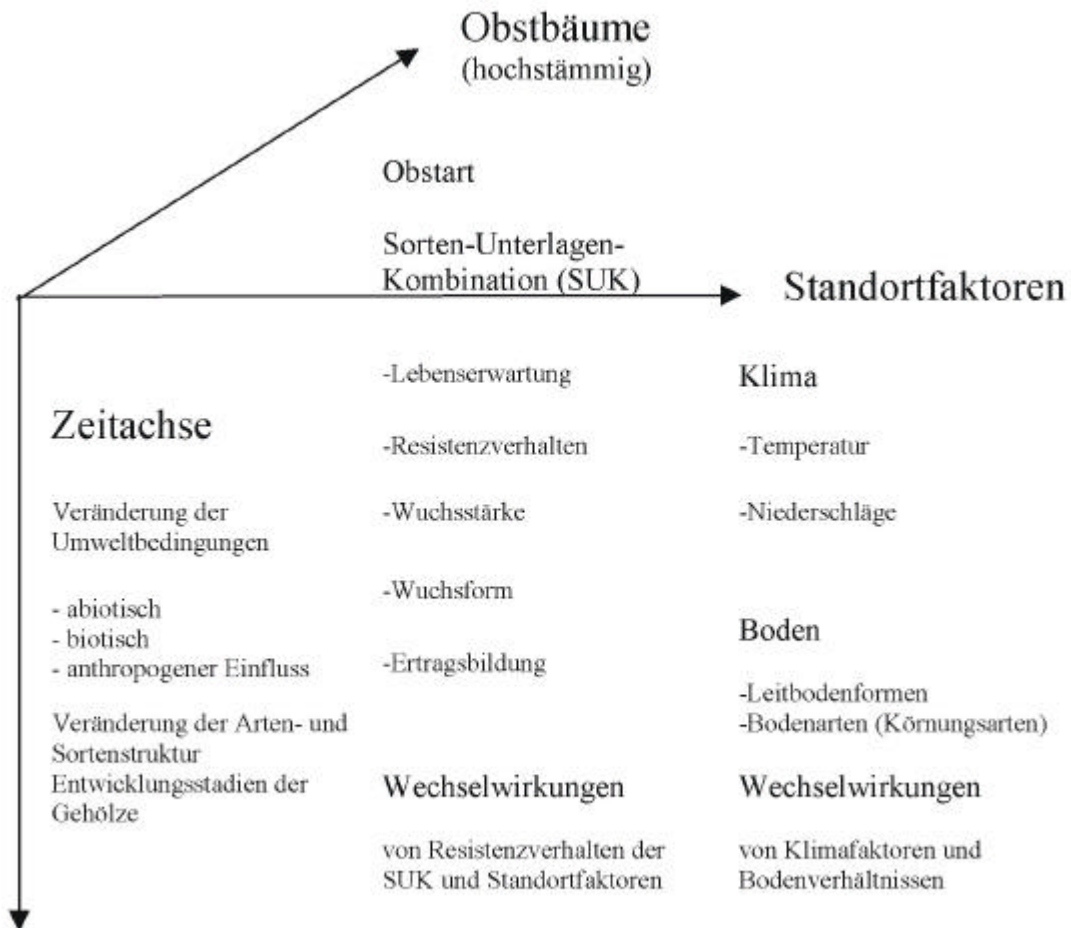 Obstbäume
(hochstämmig)
Obstart
Sorten-Unterlagen-
Kombination (SUK)
Standortfaktoren
Zeitachse
Veränderung der
Umweltbedingungen
- abiotisch
- biotisch
- anthropogener Einfluss
Veränderung der Arten- und
Sortenstruktur
Entwicklungsstadien der
Gehölze
-Lebenserwartung
-Resistenzverhalten
-Wuchsstärke
-Wuchsform
-Ertragsbildung
Wechselwirkungen
von Resistenzverhalten der
SUK und Standortfaktoren
Klima
-Temperatur
-Niederschläge
Boden
-Leitbodenformen
-Bodenarten (Körnungsarten)
Wechselwirkungen
von Klimafaktoren und
Bodenverhältnissen